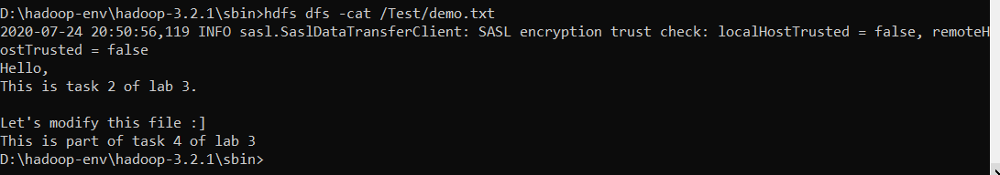 D:\hadoop-env\hadoop-3.2.1\sbin>hdfs dfs -cat /Test/demo.txt
2020-07-24 20:50:56,119 INFO sasl.SaslDataTransferClient: SASL encryption trust check: localHostTrusted = false, remoteH
ostTrusted = false
Hello,
This is task 2 of lab 3.

Let's modify this file :]
This is part of task 4 of lab 3
D:\hadoop-env\hadoop-3.2.1\sbin>